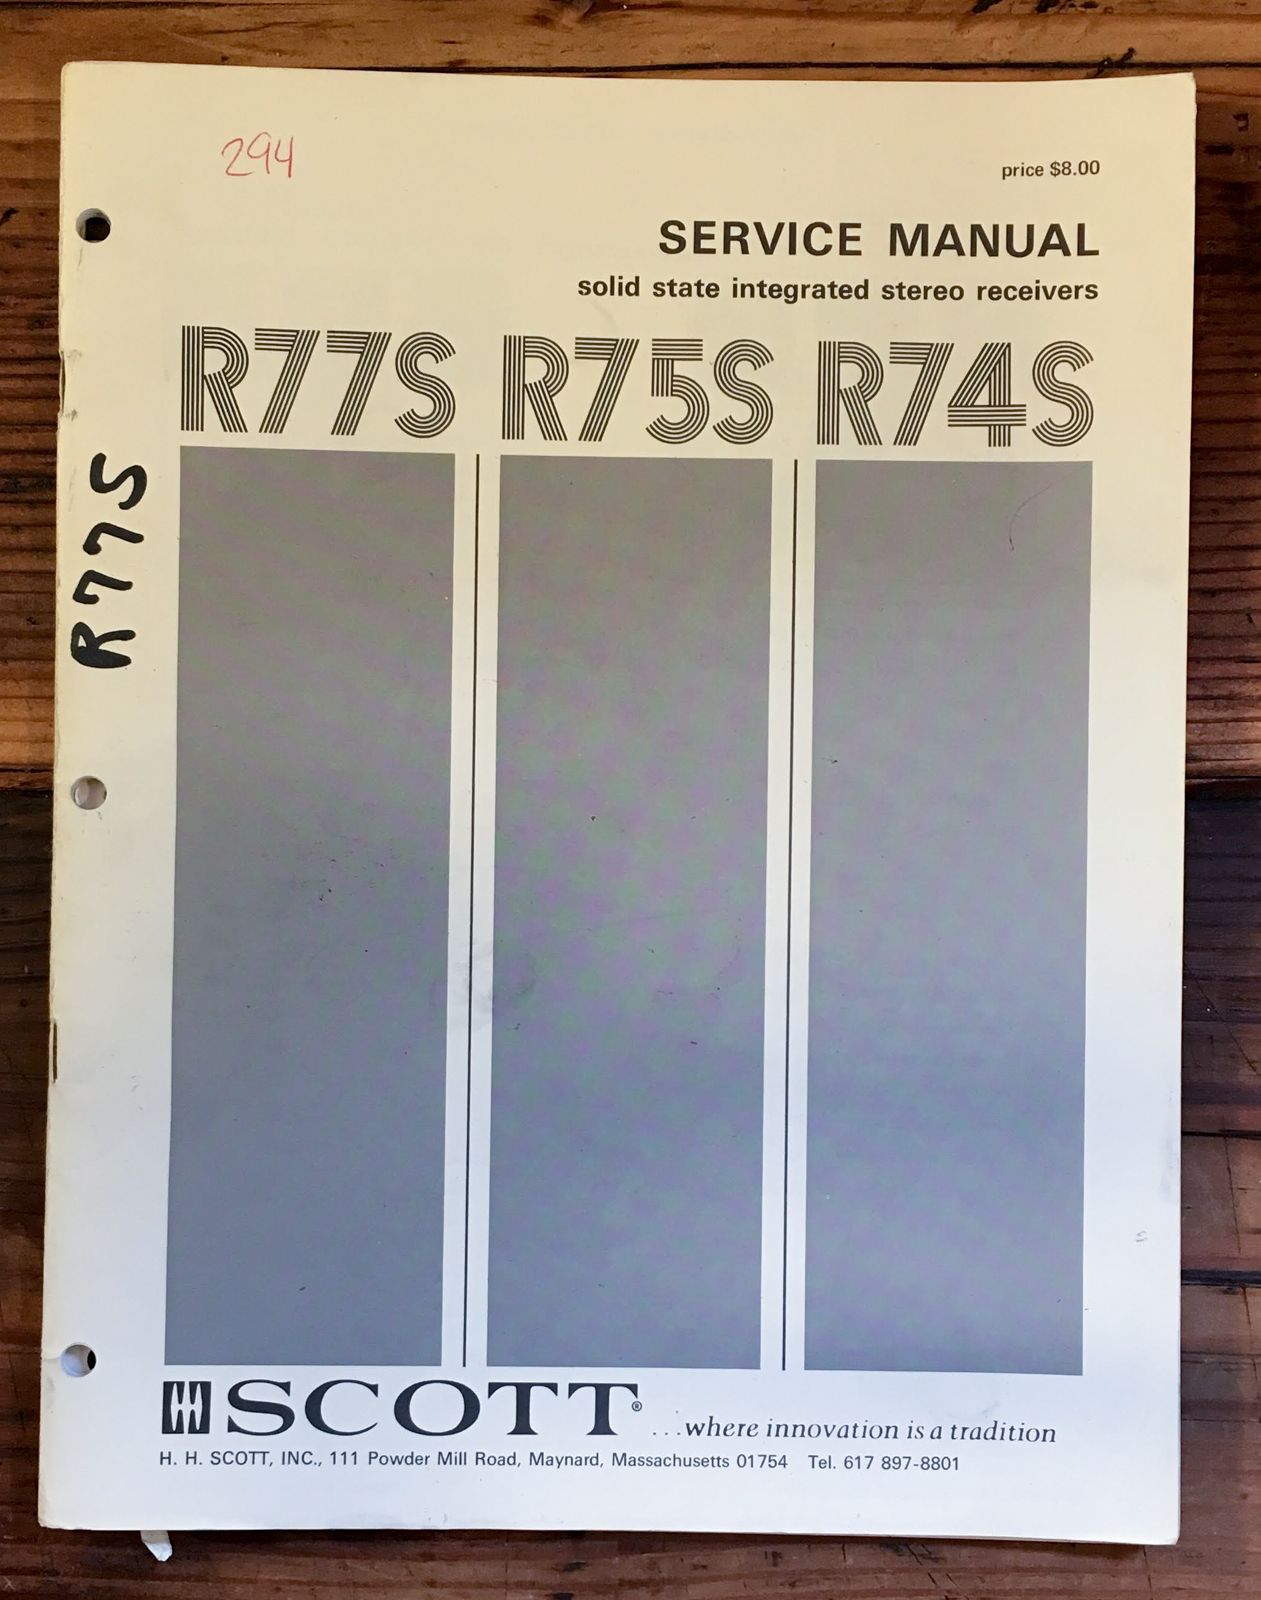 294
price $8.00
SERVICE MANUAL
solid state integrated stereo receivers
R77S R75S R74S
R77S
SCOTT® ...where innovation is a tradition
H. H. SCOTT, INC., 111 Powder Mill Road, Maynard, Massachusetts 01754 Tel. 617 897-8801